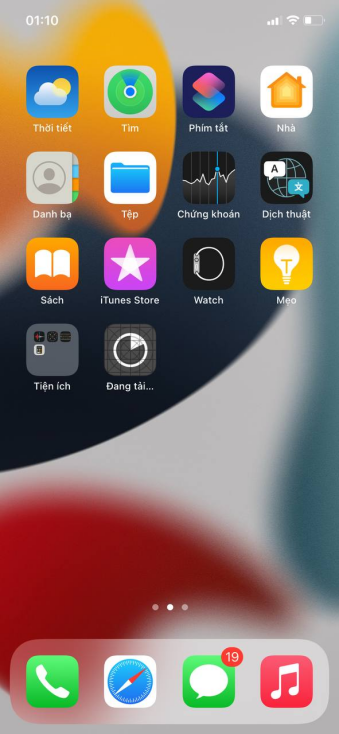 01:10
Thời tiết
Tìm
Phím tắt
Nhà
Danh bạ
Tệp
Chứng khoán
A
文
Dịch thuật
Sách
iTunes Store
Watch
Mẹo
Tiện ích
Đang tải...
19